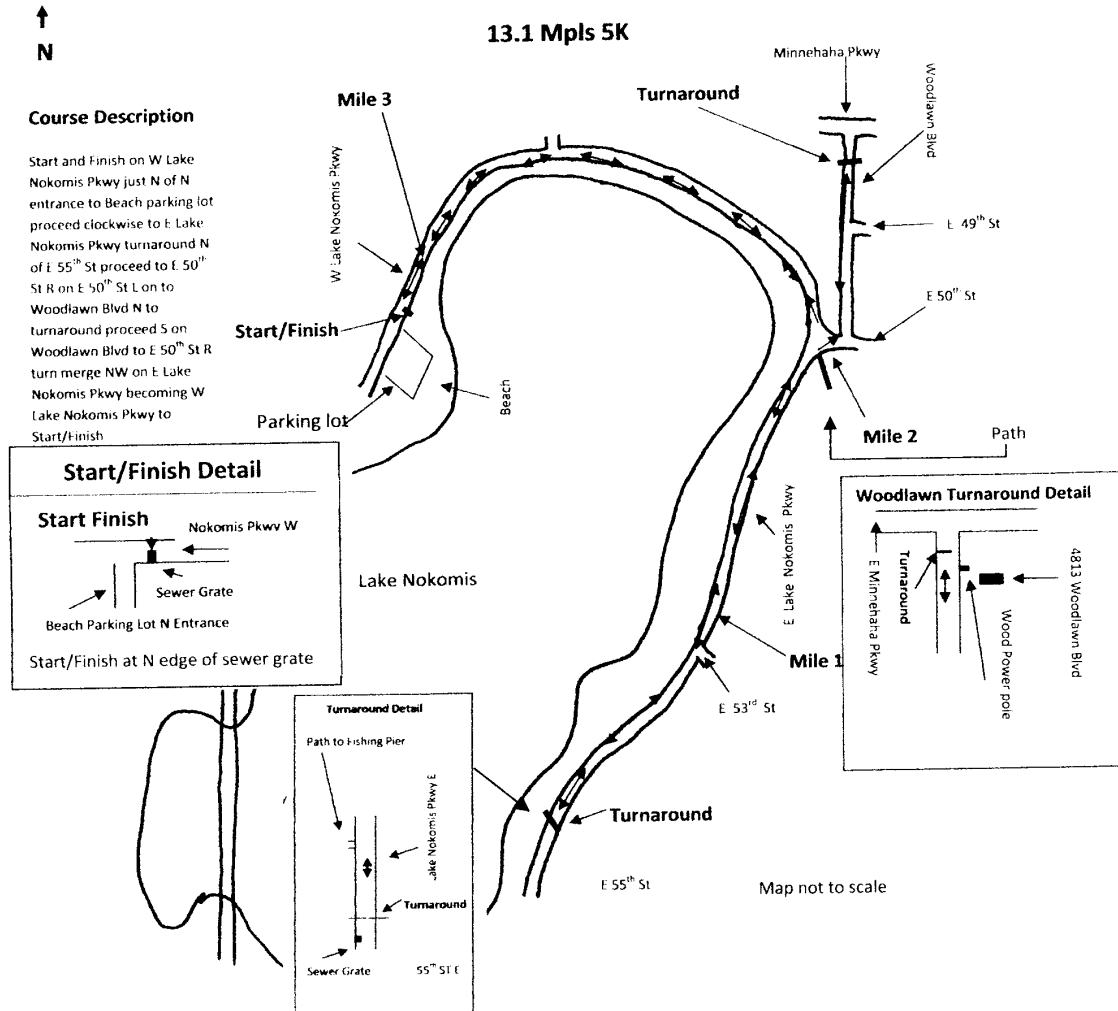 N
13.1 Mpls 5K
Course Description
Start and Finish on W Lake
Nokomis Pkwy just N of N
entrance to Beach parking lot
proceed clockwise to E Lake
Nokomis Pkwy turnaround N
of E 55th St proceed to E 50th
St R on E 50th St L on to
Woodlawn Blvd N to
turnaround proceed S on
Woodlawn Blvd to E 50th St R
turn merge NW on E Lake
Nokomis Pkwy becoming W
Lake Nokomis Pkwy to
Start/Finish
Mile 3
W Lake Nokomis Pkwy
Start/Finish
Parking lot
Beach
Minnehaha Pkwy
Turnaround
Woodlawn Blvd
E 49th St
E 50th St
Mile 2
Path
E Lake Nokomis Pkwy
Lake Nokomis
Mile 1
E 53rd St
Turnaround
E 55th St
Map not to scale
Start/Finish Detail
Start Finish
Nokomis Pkwy W
Sewer Grate
Beach Parking Lot N Entrance
Start/Finish at N edge of sewer grate
Turnaround Detail
Path to Fishing Pier
Lake Nokomis Pkwy E
Turnaround
Sewer Grate
55th ST E
Woodlawn Turnaround Detail
E Minnehaha Pkwy
Turnaround
Wood Power pole
4813 Woodlawn Blvd